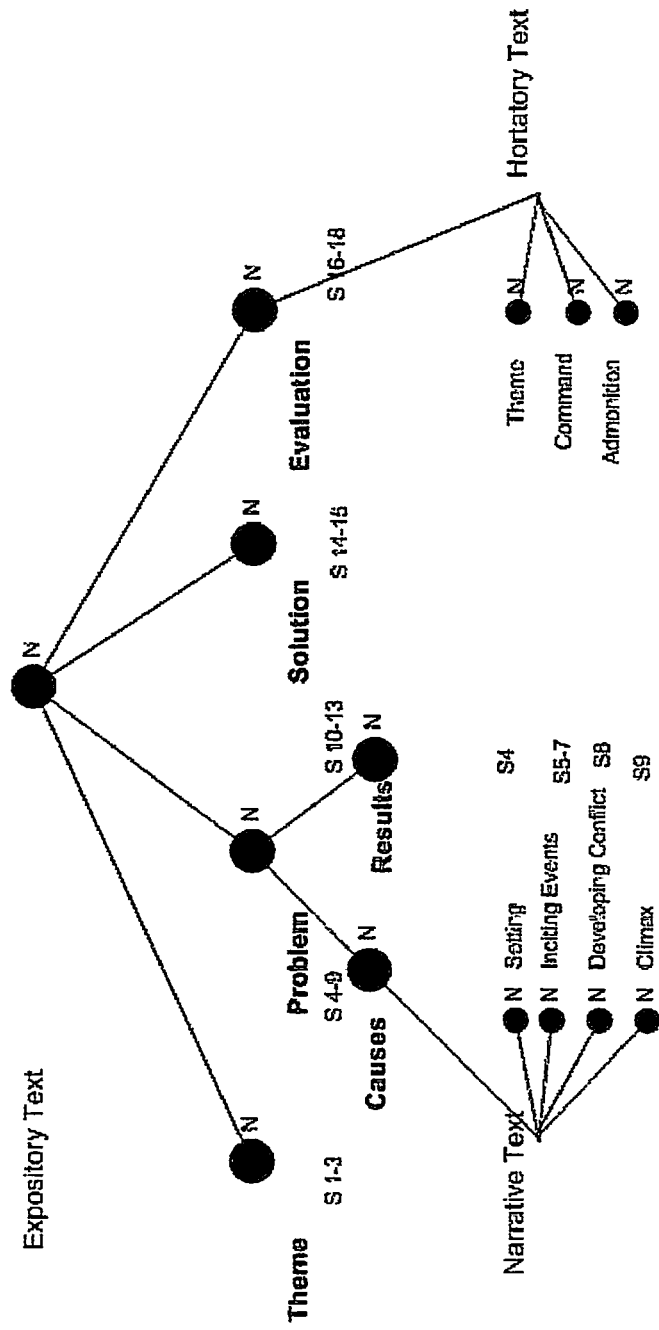 Expository Text
N
N
N
N
N
Theme
S 1-3
Problem
S 4-9
Solution
S 14-15
Evaluation
S 16-18
N
Causes
N
Results
S 10-13
Narrative Text
N Setting S4
N Inciting Events S5-7
N Developing Conflict S8
N Climax S9
Hortatory Text
Theme N
Command N
Admonition N